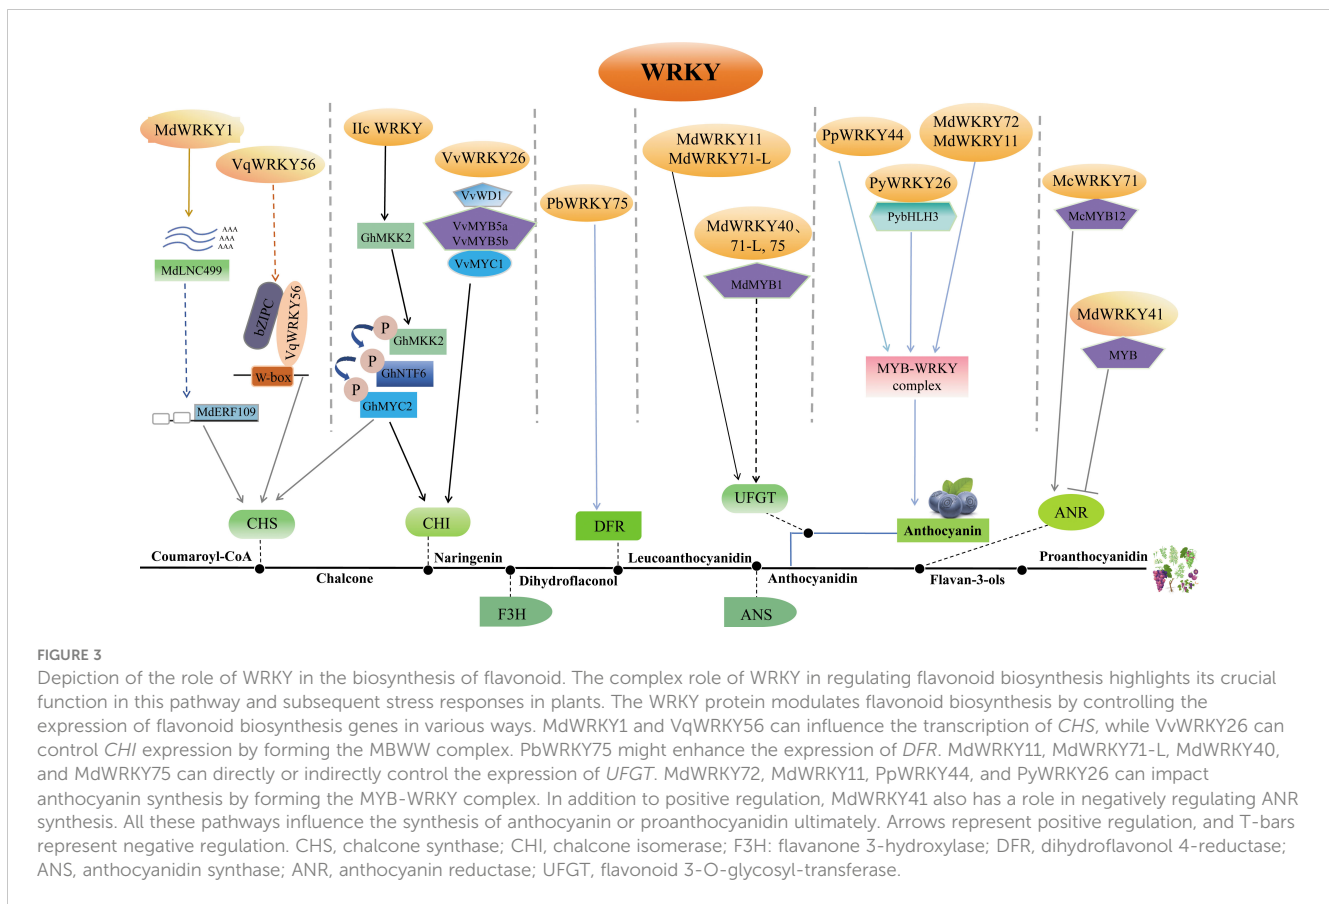 WRKY
MdWRKY1
VqWRKY56
AAA
AAA
AAA
MdLNC499
bZIPC
VqWRKY56
W-box
MdERF109
IIc WRKY
GhMKK2
P
GhMKK2
P
GhNTF6
P
GhMYC2
VvWRKY26
VvWD1
VvMYB5a
VvMYB5b
VvMYC1
PbWRKY75
MdWRKY11
MdWRKY71-L
MdWRKY40、
71-L, 75
MdMYB1
PpWRKY44
MdWKRY72
MdWKRY11
PyWRKY26
PybHLH3
MYB-WRKY
complex
McWRKY71
McMYB12
MdWRKY41
MYB
CHS
CHI
DFR
UFGT
Anthocyanin
ANR
Coumaroyl-CoA
Chalcone
Naringenin
Dihydroflaconol
Leucoanthocyanidin
Anthocyanidin
Flavan-3-ols
Proanthocyanidin
F3H
ANS
FIGURE 3
Depiction of the role of WRKY in the biosynthesis of flavonoid. The complex role of WRKY in regulating flavonoid biosynthesis highlights its crucial
function in this pathway and subsequent stress responses in plants. The WRKY protein modulates flavonoid biosynthesis by controlling the
expression of flavonoid biosynthesis genes in various ways. MdWRKY1 and VqWRKY56 can influence the transcription of CHS, while VvWRKY26 can
control CHI expression by forming the MBWW complex. PbWRKY75 might enhance the expression of DFR. MdWRKY11, MdWRKY71-L, MdWRKY40,
and MdWRKY75 can directly or indirectly control the expression of UFGT. MdWRKY72, MdWRKY11, PpWRKY44, and PyWRKY26 can impact
anthocyanin synthesis by forming the MYB-WRKY complex. In addition to positive regulation, MdWRKY41 also has a role in negatively regulating ANR
synthesis. All these pathways influence the synthesis of anthocyanin or proanthocyanidin ultimately. Arrows represent positive regulation, and T-bars
represent negative regulation. CHS, chalcone synthase; CHI, chalcone isomerase; F3H: flavanone 3-hydroxylase; DFR, dihydroflavonol 4-reductase;
ANS, anthocyanidin synthase; ANR, anthocyanin reductase; UFGT, flavonoid 3-O-glycosyl-transferase.